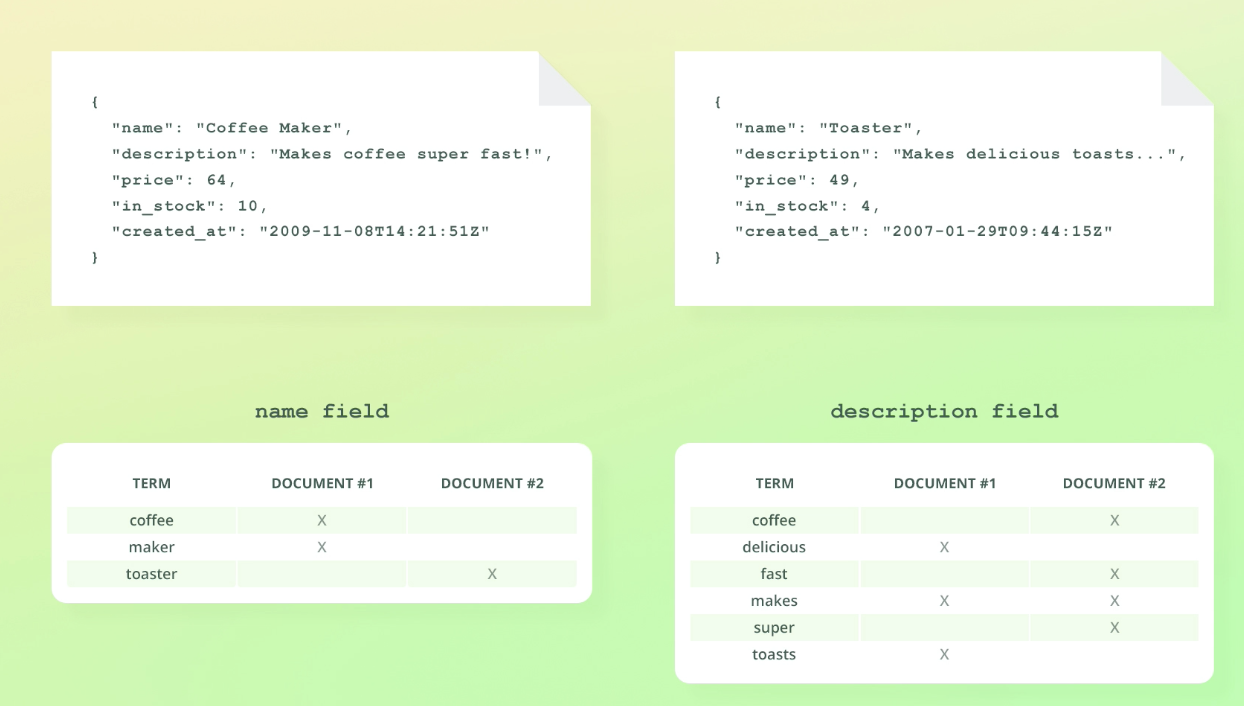 {
"name": "Coffee Maker",
"description": "Makes coffee super fast!",
"price": 64,
"in_stock": 10,
"created_at": "2009-11-08T14:21:51Z"
}
{
"name": "Toaster",
"description": "Makes delicious toasts...",
"price": 49,
"in_stock": 4,
"created_at": "2007-01-29T09:44:15Z"
}
name field
TERM DOCUMENT #1 DOCUMENT #2
coffee X
maker X
toaster X
description field
TERM DOCUMENT #1 DOCUMENT #2
coffee X
delicious X
fast X
makes X X
super X
toasts X